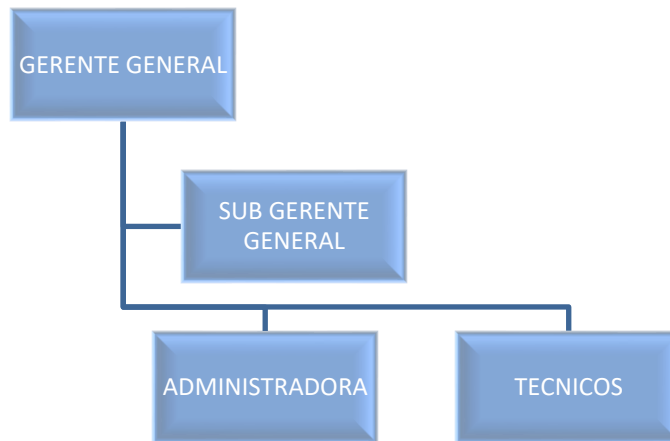 GERENTE GENERAL
SUB GERENTE
GENERAL
ADMINISTRADORA
TECNICOS